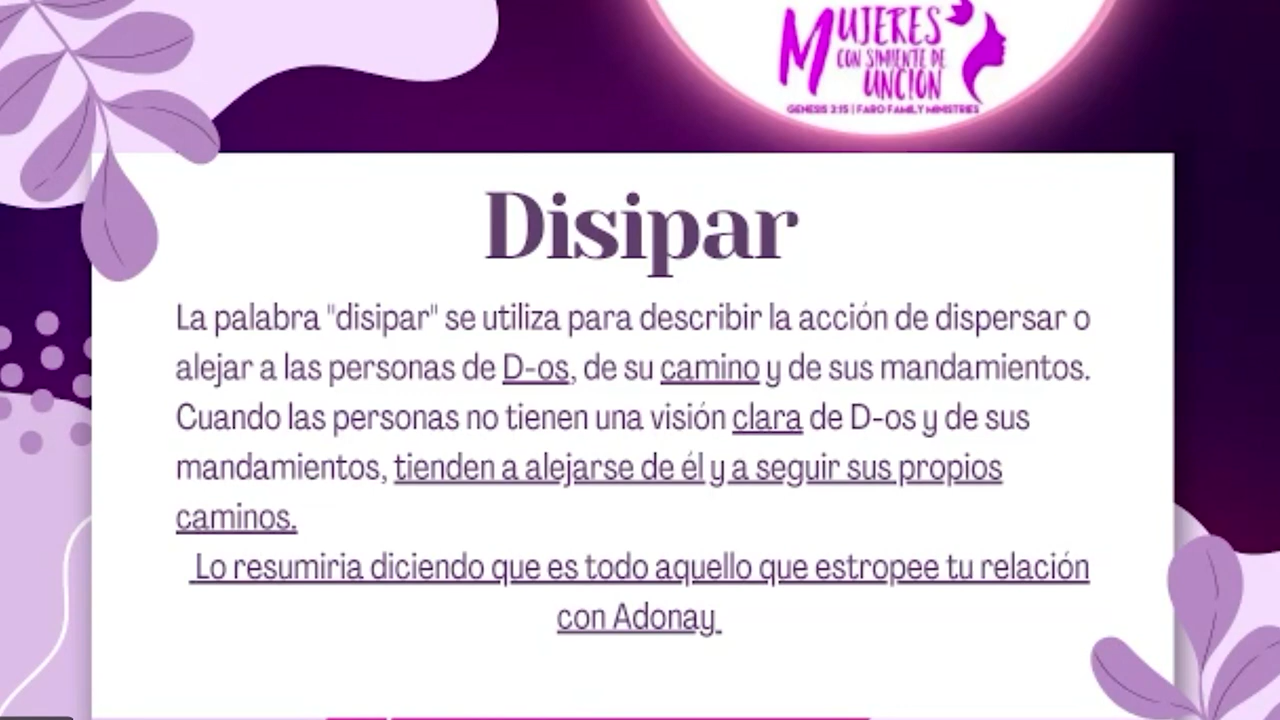 MUJERES
CON SIMIENTE DE
UNCION
GENESIS 3:15 | FARO FAMILY MINISTRIES
Disipar
La palabra "disipar" se utiliza para describir la acción de dispersar o
alejar a las personas de D-os, de su camino y de sus mandamientos.
Cuando las personas no tienen una visión clara de D-os y de sus
mandamientos, tienden a alejarse de él y a seguir sus propios
caminos.
Lo resumiria diciendo que es todo aquello que estropee tu relación
con Adonay